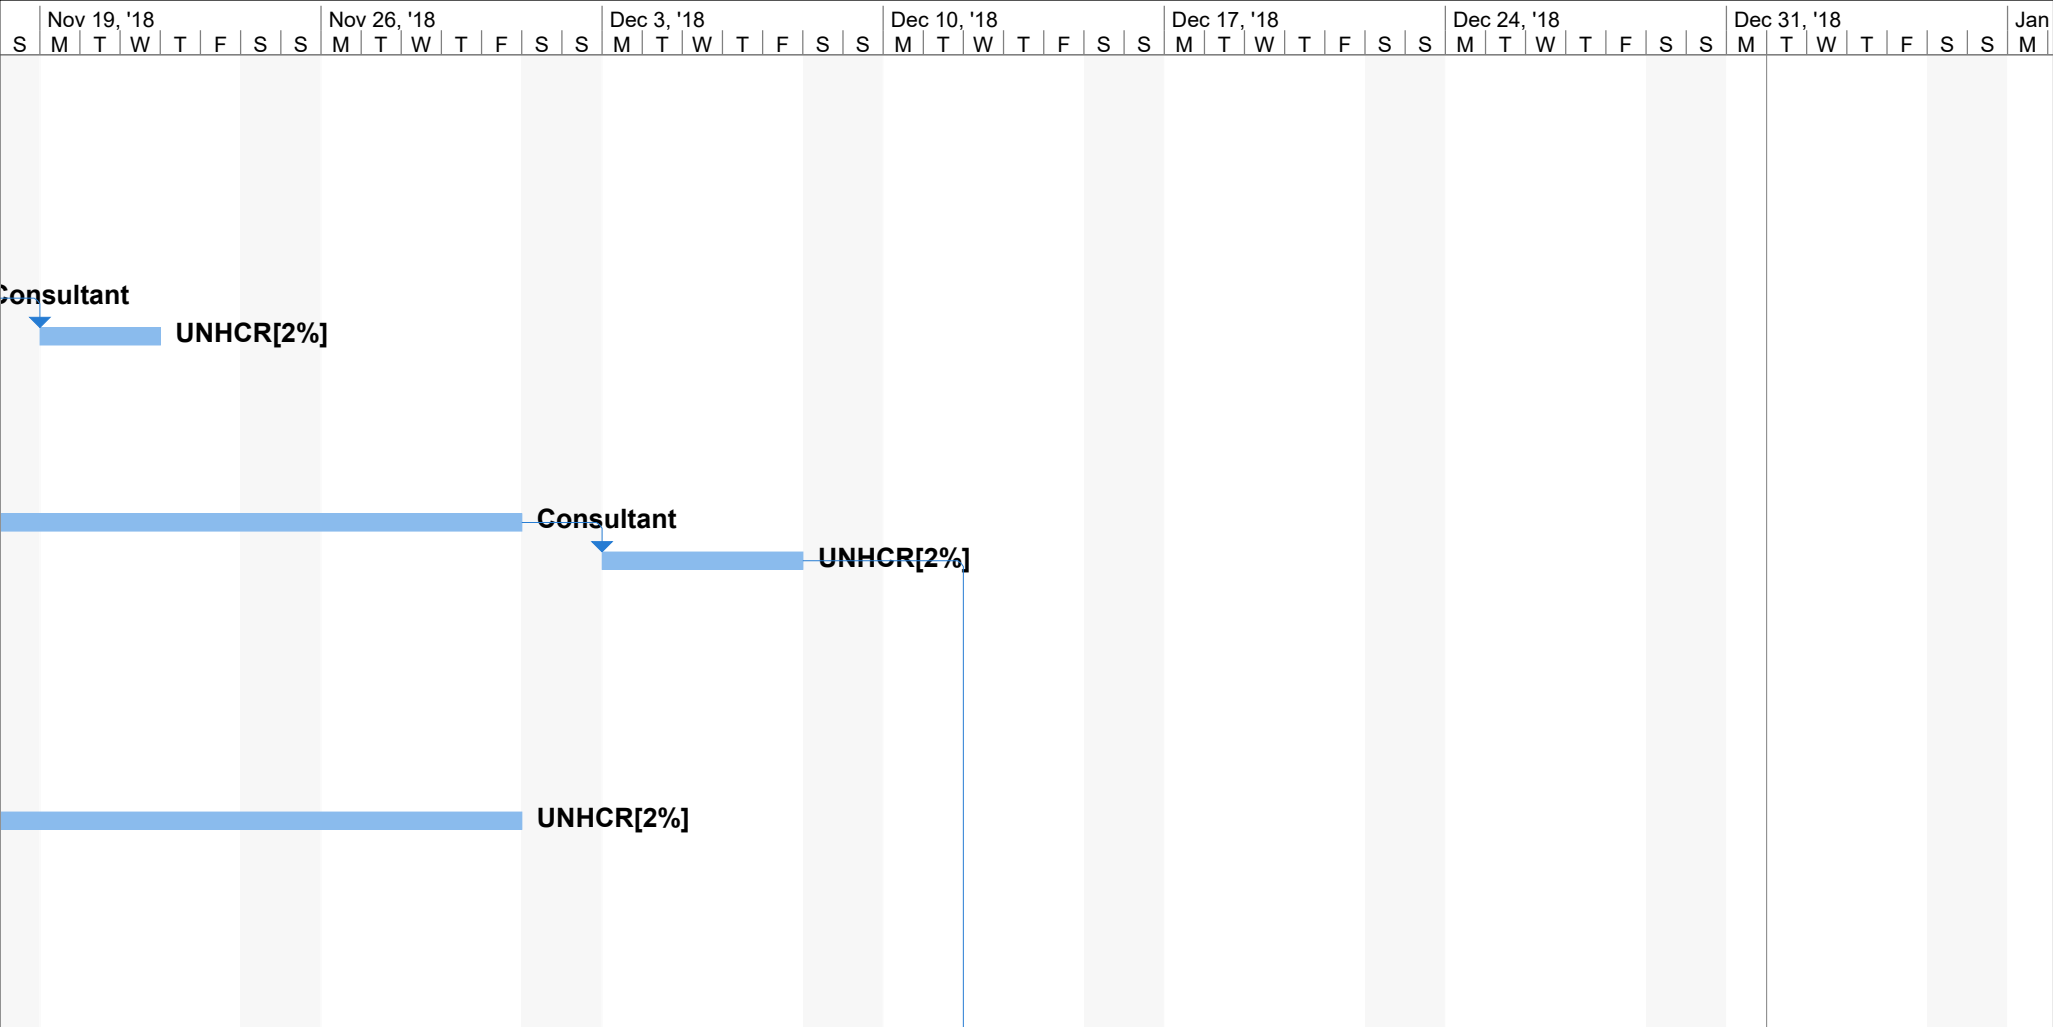 Nov 19, '18 Nov 26, '18 Dec 3, '18 Dec 10, '18 Dec 17, '18 Dec 24, '18 Dec 31, '18 Jan
S M T W T F S S M T W T F S S M T W T F S S M T W T F S S M T W T F S S M T W T F S S M T W T F S S M
Consultant
UNHCR[2%]
Consultant
UNHCR[2%]
UNHCR[2%]